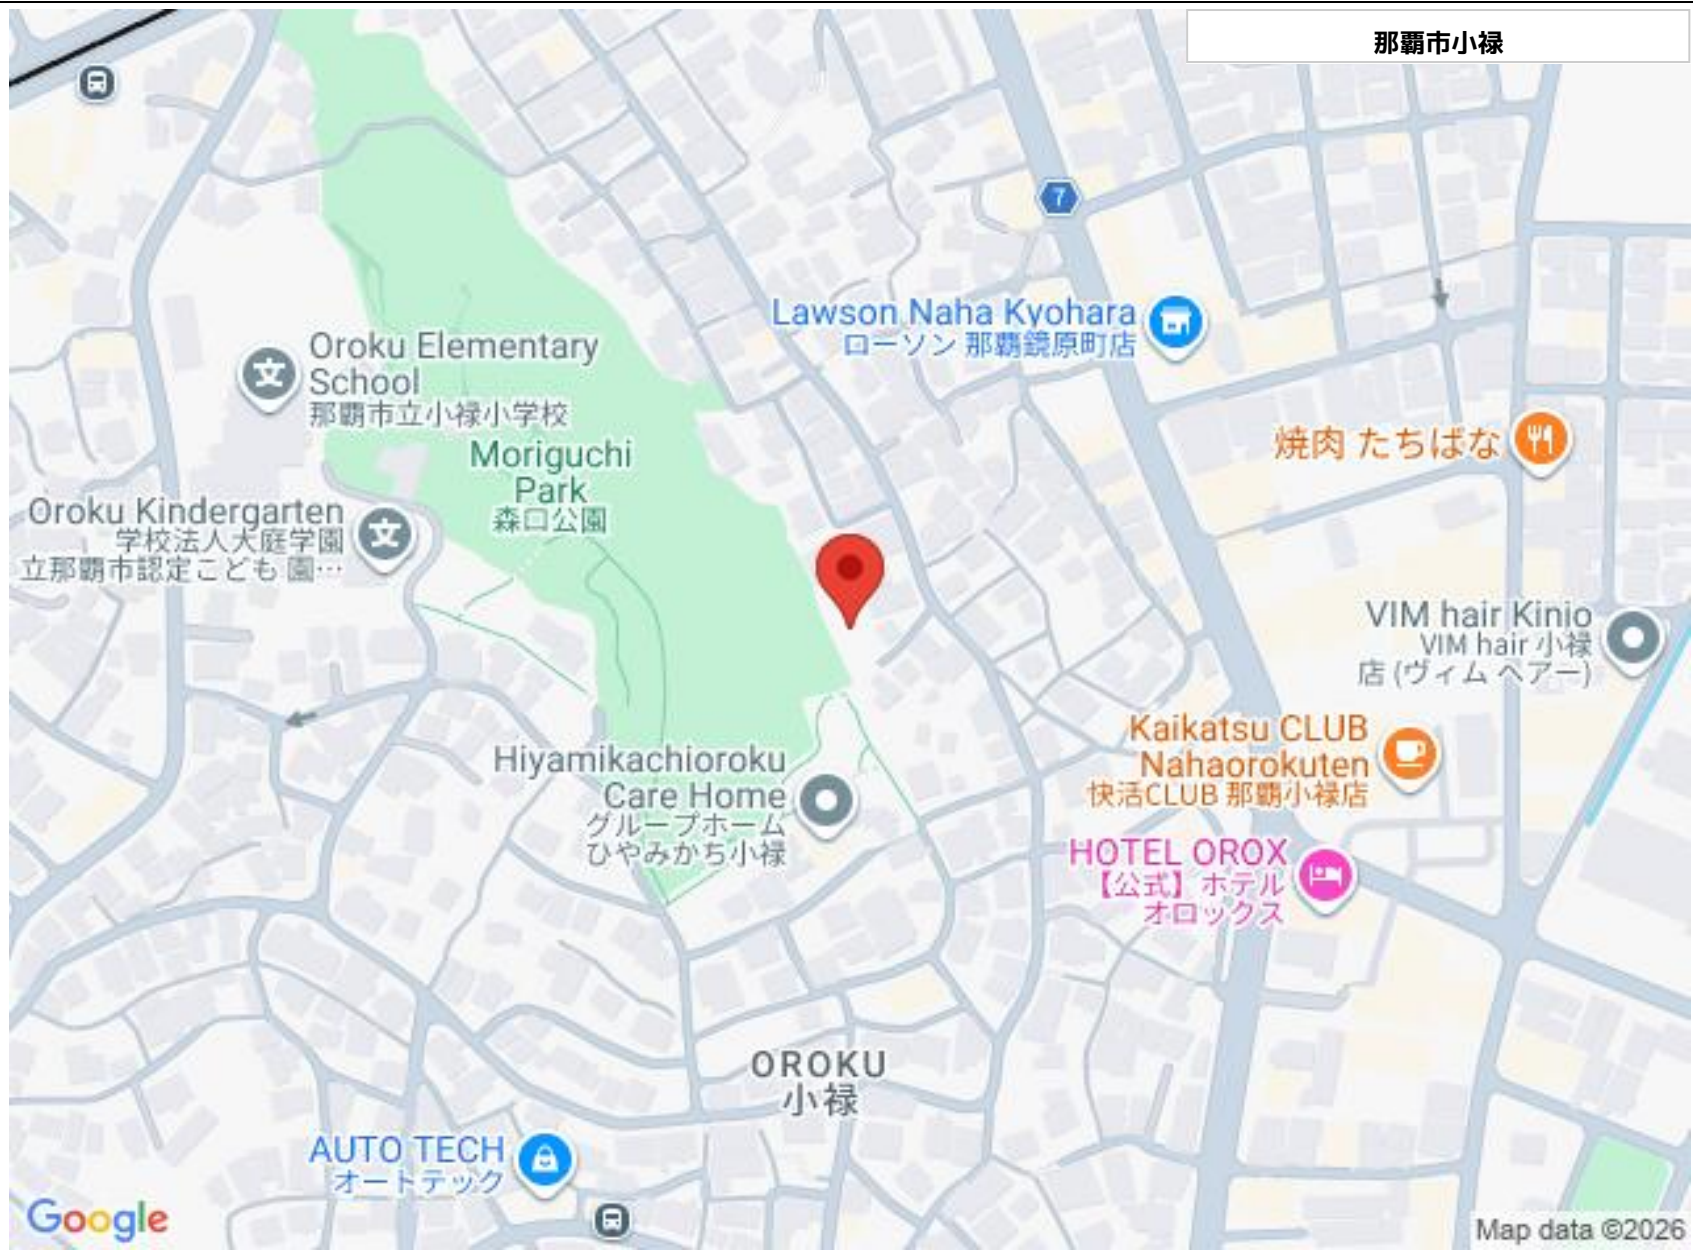 那覇市小禄
7
Lawson Naha Kyohara
ローソン 那覇鏡原町店
Oroku Elementary
School
那覇市立小禄小学校
Moriguchi
Park
森口公園
焼肉 たちばな
Oroku Kindergarten
学校法人大庭学園
立那覇市認定こども 園…
VIM hair Kinio
VIM hair 小禄
店 (ヴィム ヘアー)
Kaikatsu CLUB
Nahaorokuten
快活CLUB 那覇小禄店
Hiyamikachioroku
Care Home
グループホーム
ひやみかち小禄
HOTEL OROX
【公式】ホテル
オロックス
OROKU
小禄
AUTO TECH
オートテック
Google
Map data ©2026